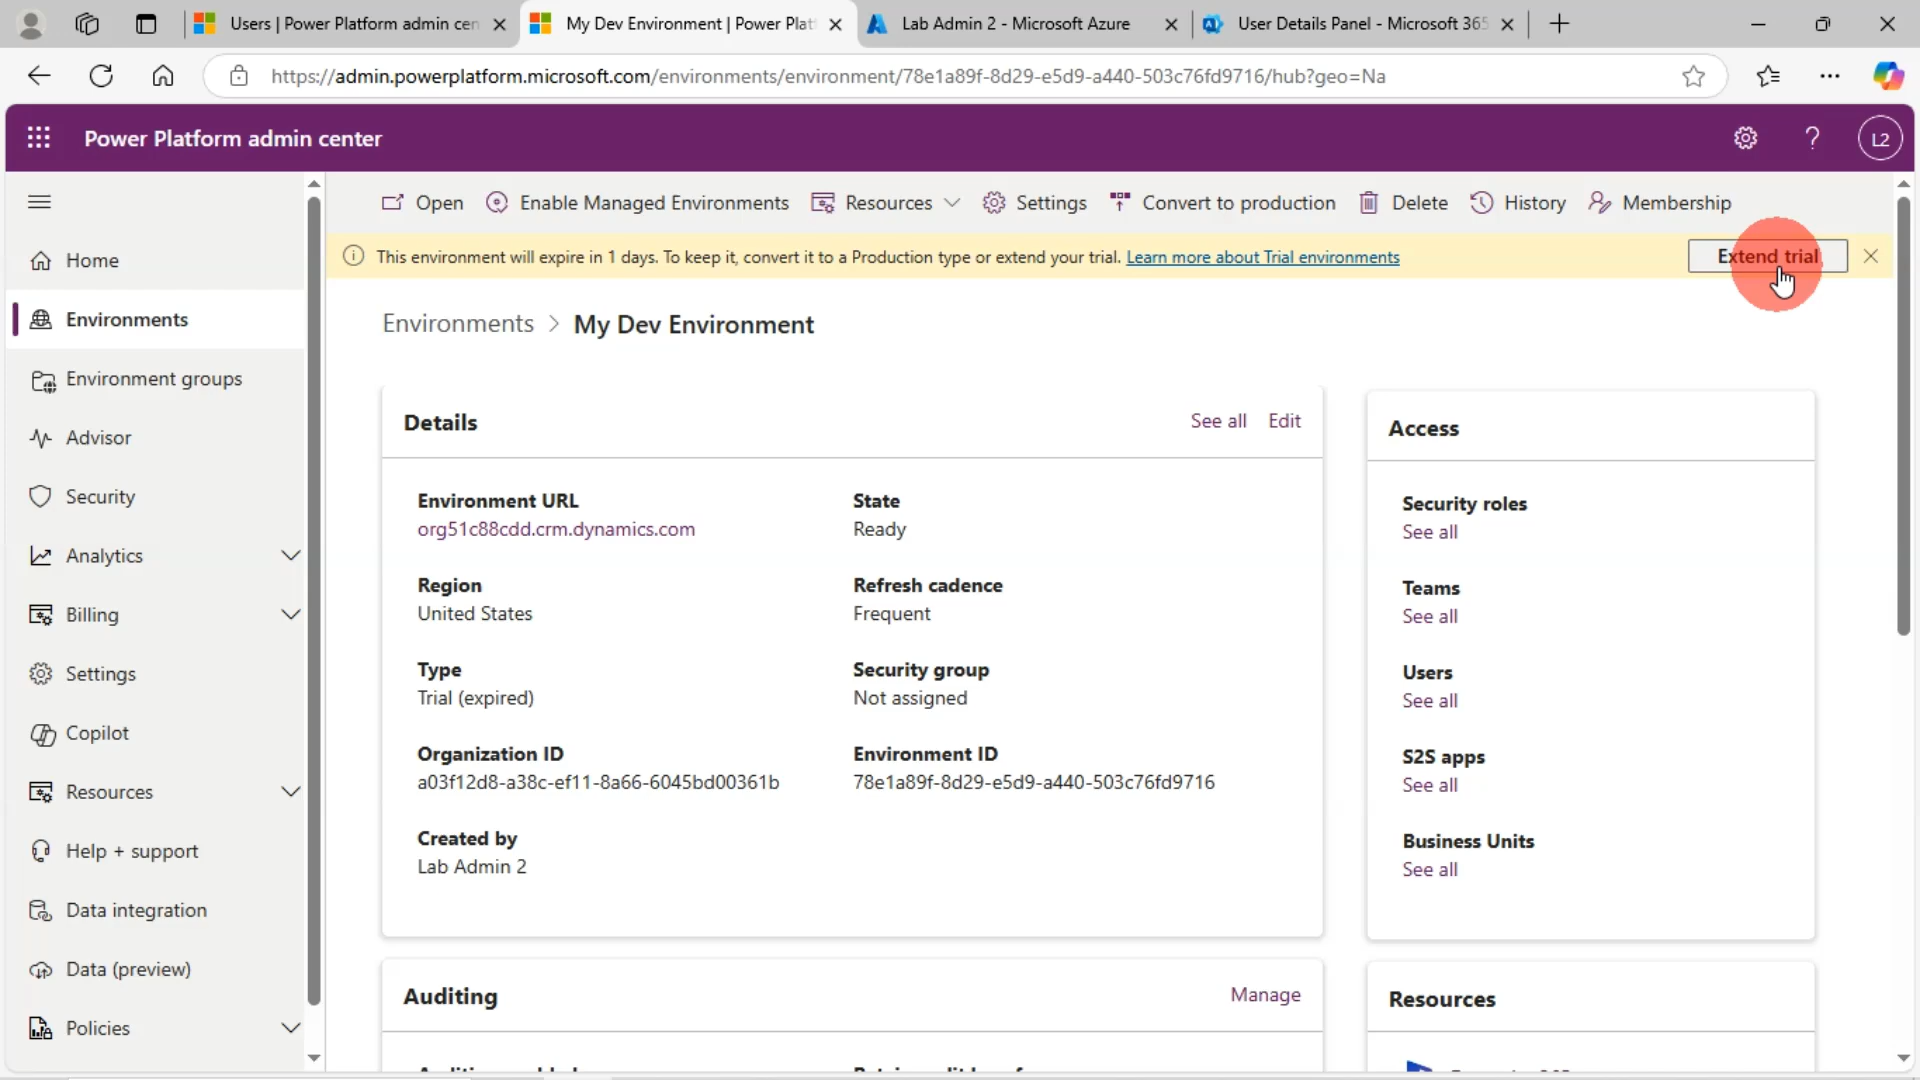 Users | Power Platform admin cen
My Dev Environment | Power Plat
Lab Admin 2 - Microsoft Azure
User Details Panel - Microsoft 365
https://admin.powerplatform.microsoft.com/environments/environment/78e1a89f-8d29-e5d9-a440-503c76fd9716/hub?geo=Na
Power Platform admin center
L2
Open
Enable Managed Environments
Resources
Settings
Convert to production
Delete
History
Membership
This environment will expire in 1 days. To keep it, convert it to a Production type or extend your trial. Learn more about Trial environments
Extend trial
Home
Environments
Environment groups
Advisor
Security
Analytics
Billing
Settings
Copilot
Resources
Help + support
Data integration
Data (preview)
Policies
Environments > My Dev Environment
Details
See all
Edit
Environment URL
org51c88cdd.crm.dynamics.com
State
Ready
Region
United States
Refresh cadence
Frequent
Type
Trial (expired)
Security group
Not assigned
Organization ID
a03f12d8-a38c-ef11-8a66-6045bd00361b
Environment ID
78e1a89f-8d29-e5d9-a440-503c76fd9716
Created by
Lab Admin 2
Access
Security roles
See all
Teams
See all
Users
See all
S2S apps
See all
Business Units
See all
Auditing
Manage
Resources